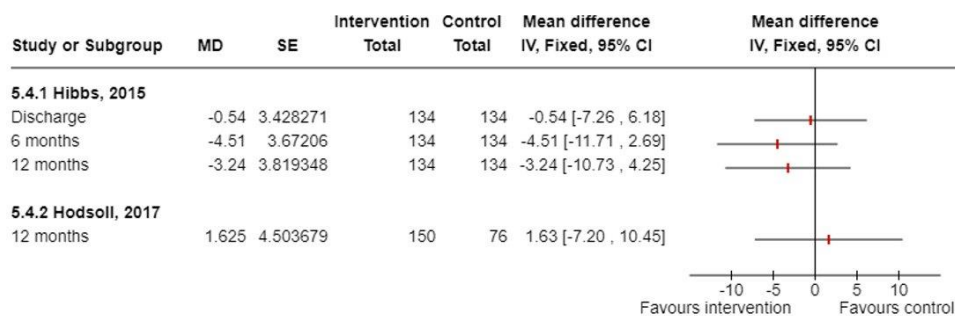 Intervention Control Mean difference Mean difference
Study or Subgroup MD SE Total Total IV, Fixed, 95% CI IV, Fixed, 95% CI
5.4.1 Hibbs, 2015
Discharge -0.54 3.428271 134 134 -0.54 [-7.26 , 6.18]
6 months -4.51 3.67206 134 134 -4.51 [-11.71 , 2.69]
12 months -3.24 3.819348 134 134 -3.24 [-10.73 , 4.25]
5.4.2 Hodsoll, 2017
12 months 1.625 4.503679 150 76 1.63 [-7.20 , 10.45]
-10 -5 0 5 10
Favours intervention Favours control